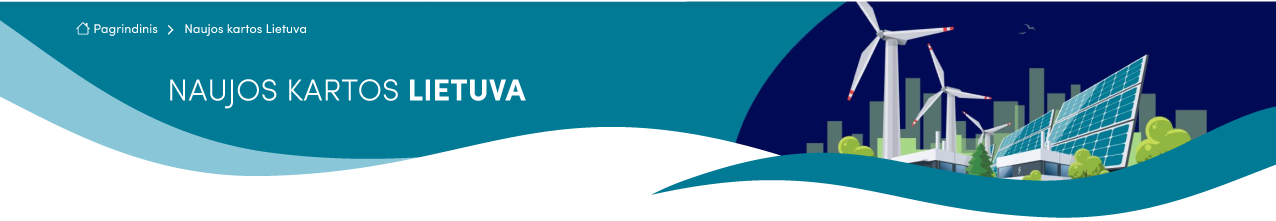 Pagrindinis > Naujos kartos Lietuva
NAUJOS KARTOS LIETUVA